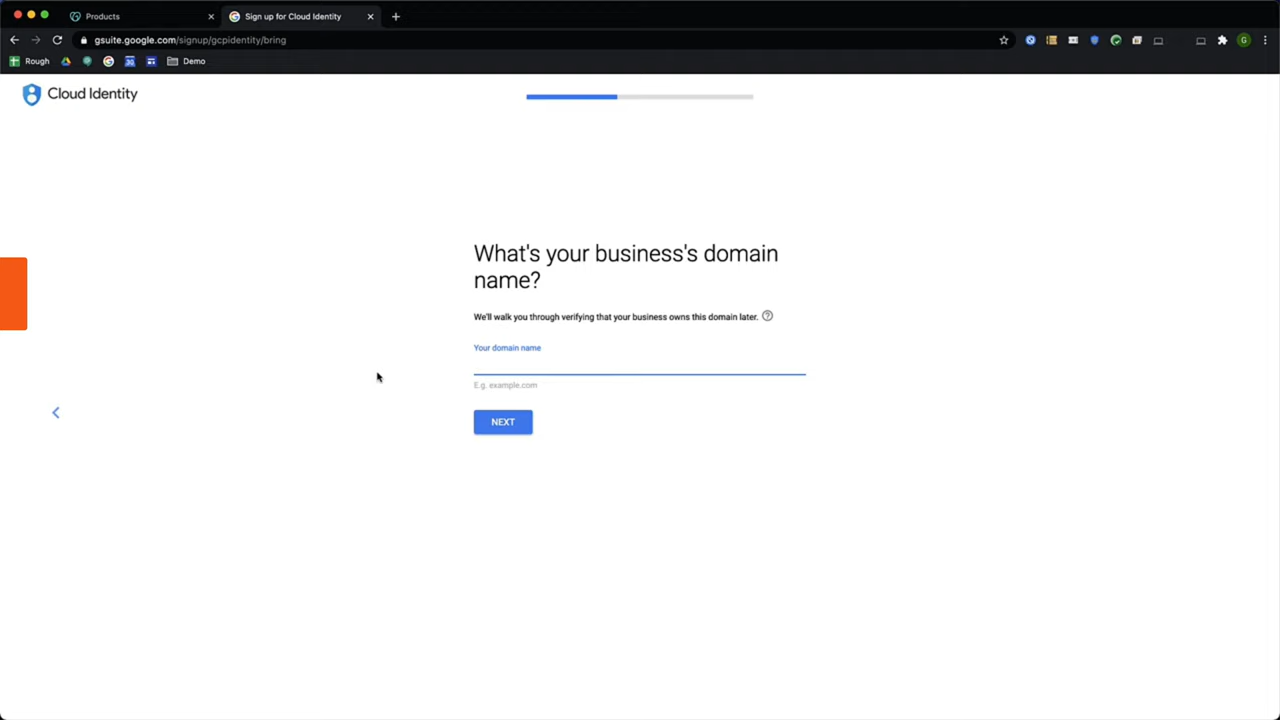 Products
Sign up for Cloud Identity
gsuite.google.com/signup/gcpidentity/bring
G
Rough
Demo
Cloud Identity
What's your business's domain
name?
We'll walk you through verifying that your business owns this domain later.
Your domain name
E.g. example.com
NEXT